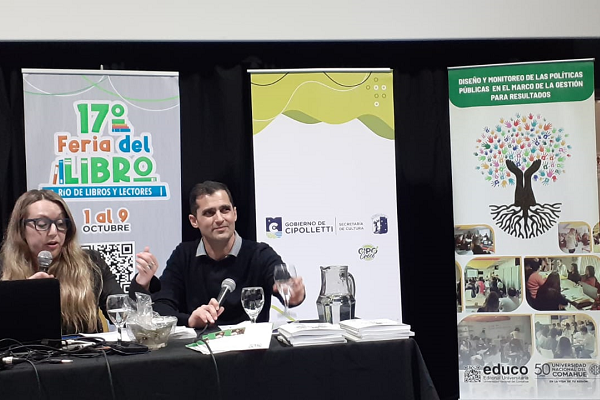 17º
Feria del
LiBRO
RIO DE LIBROS Y LECTORES
1 al 9
OCTUBRE
GOBIERNO DE
CIPOLLETTI
SECRETARÍA
DE CULTURA
CIPO
DISEÑO Y MONITOREO DE LAS POLÍTICAS
PÚBLICAS EN EL MARCO DE LA GESTIÓN
PARA RESULTADOS
educo
Editorial Universitaria
50
UNIVERSIDAD
NACIONAL DEL
COMAHUE